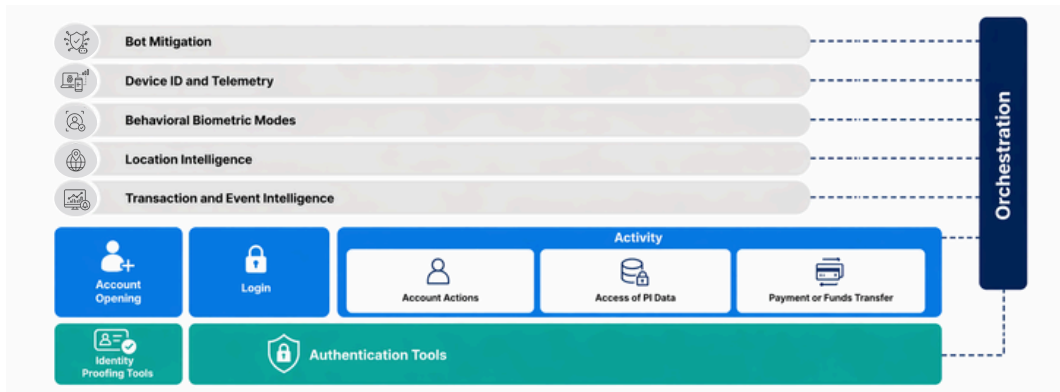 Bot Mitigation
Device ID and Telemetry
Behavioral Biometric Modes
Location Intelligence
Transaction and Event Intelligence
Orchestration
Account
Opening
Login
Activity
Account Actions
Access of PI Data
Payment or Funds Transfer
Identity
Proofing Tools
Authentication Tools